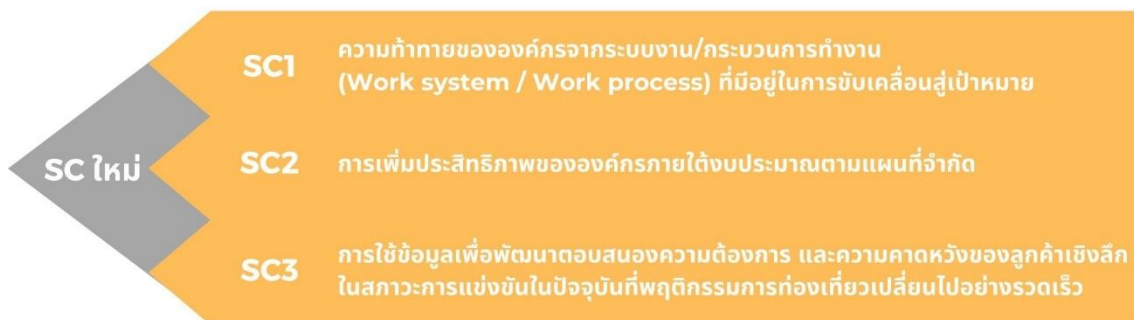 SC ใหม่
SC1
ความท้าทายขององค์กรจากระบบงาน/กระบวนการทำงาน
(Work system / Work process) ที่มีอยู่ในการขับเคลื่อนสู่เป้าหมาย
SC2
การเพิ่มประสิทธิภาพขององค์กรภายใต้งบประมาณตามแผนที่จำกัด
SC3
การใช้ข้อมูลเพื่อพัฒนาตอบสนองความต้องการ และความคาดหวังของลูกค้าเชิงลึก
ในสภาวะการแข่งขันในปัจจุบันที่พฤติกรรมการท่องเที่ยวเปลี่ยนไปอย่างรวดเร็ว